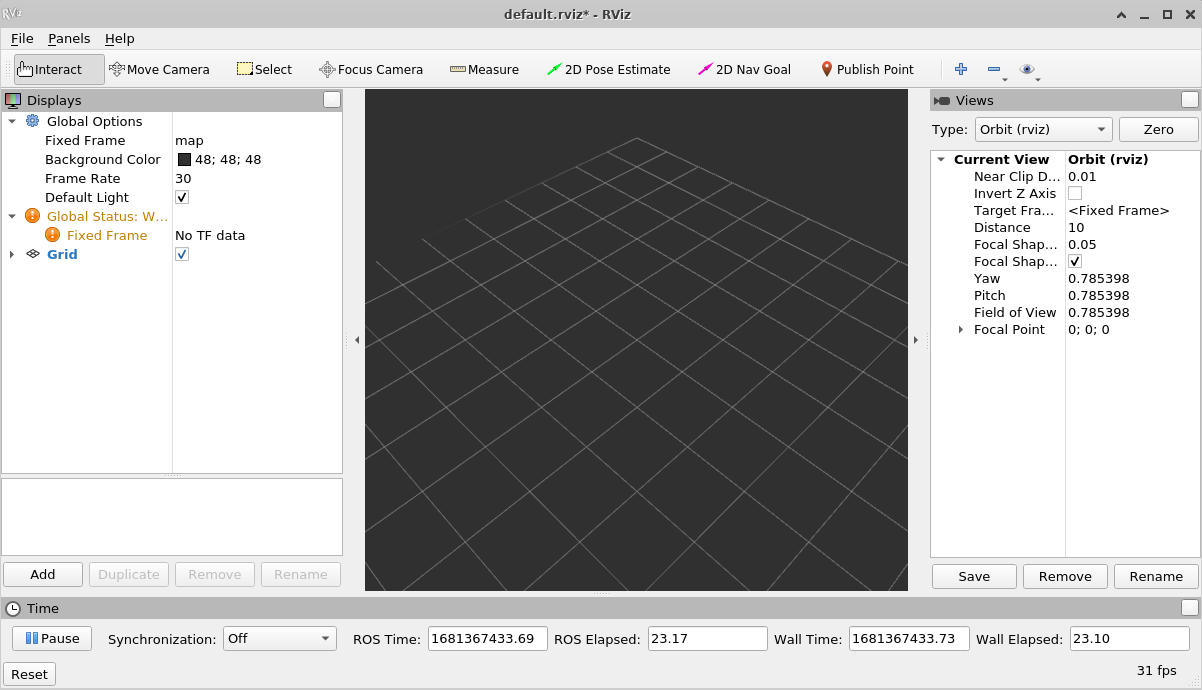 RViz
default.rviz* - RViz
File Panels Help
Interact Move Camera Select Focus Camera Measure 2D Pose Estimate 2D Nav Goal Publish Point
Displays
Global Options
Fixed Frame map
Background Color 48; 48; 48
Frame Rate 30
Default Light
Global Status: W...
Fixed Frame No TF data
Grid
Add Duplicate Remove Rename
Views
Type: Orbit (rviz) Zero
Current View Orbit (rviz)
Near Clip D... 0.01
Invert Z Axis
Target Fra... <Fixed Frame>
Distance 10
Focal Shap... 0.05
Focal Shap...
Yaw 0.785398
Pitch 0.785398
Field of View 0.785398
Focal Point 0; 0; 0
Save Remove Rename
Time
Pause Synchronization: Off ROS Time: 1681367433.69 ROS Elapsed: 23.17 Wall Time: 1681367433.73 Wall Elapsed: 23.10
Reset 31 fps